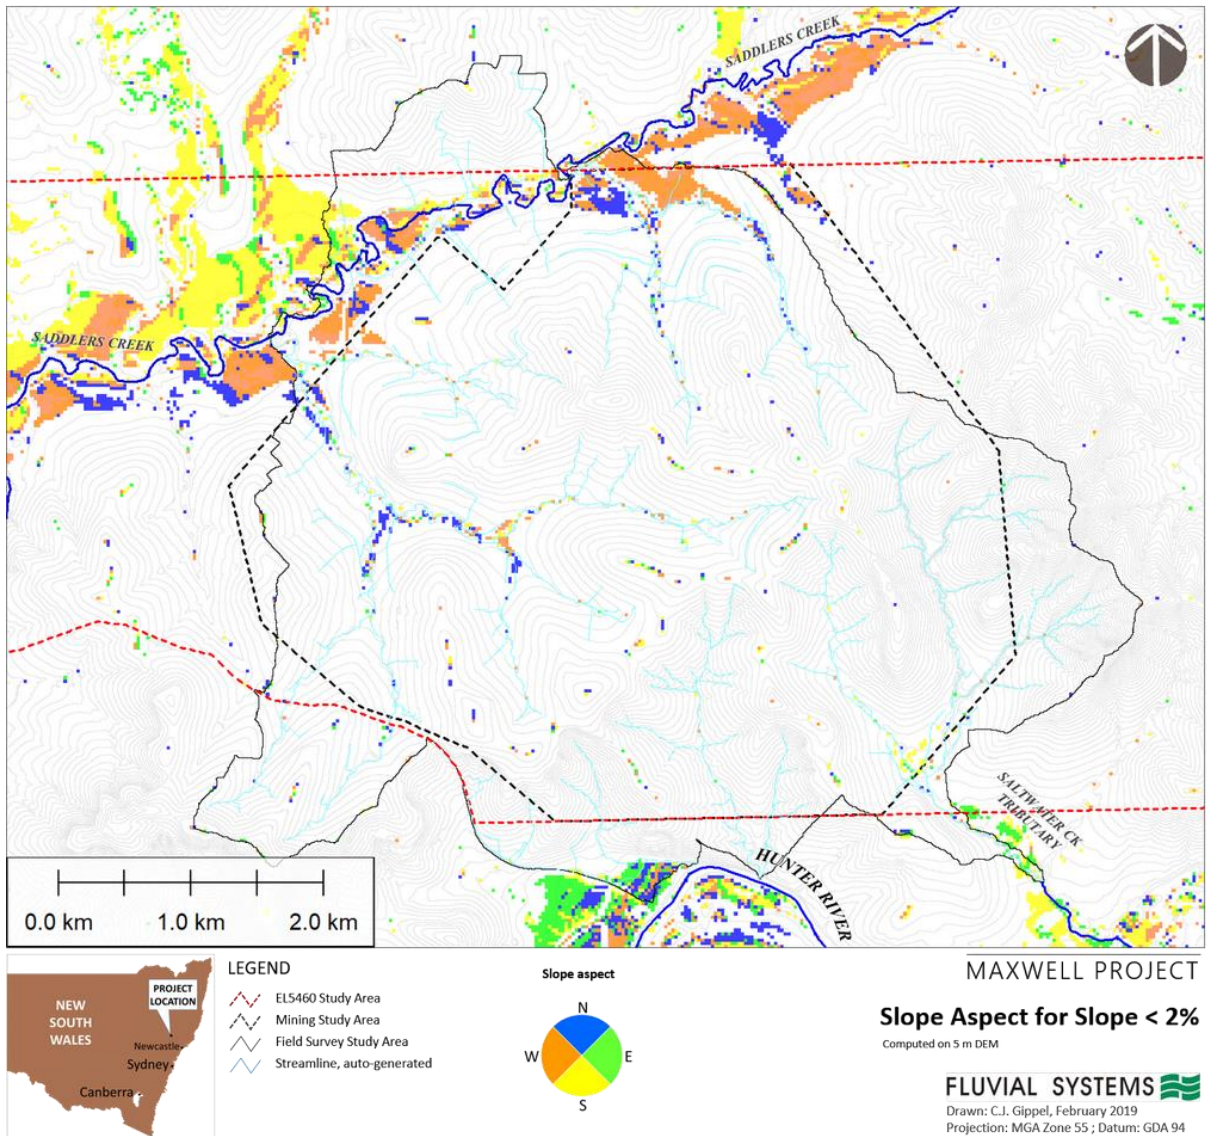 SADDLERS CREEK
SADDLERS CREEK
SALTWATER CK
TRIBUTARY
HUNTER RIVER
0.0 km 1.0 km 2.0 km
NEW
SOUTH
WALES
PROJECT
LOCATION
Newcastle
Sydney
Canberra
LEGEND
EL5460 Study Area
Mining Study Area
Field Survey Study Area
Streamline, auto-generated
Slope aspect
N
W E
S
MAXWELL PROJECT
Slope Aspect for Slope < 2%
Computed on 5 m DEM
FLUVIAL SYSTEMS
Drawn: C.J. Gippel, February 2019
Projection: MGA Zone 55 ; Datum: GDA 94